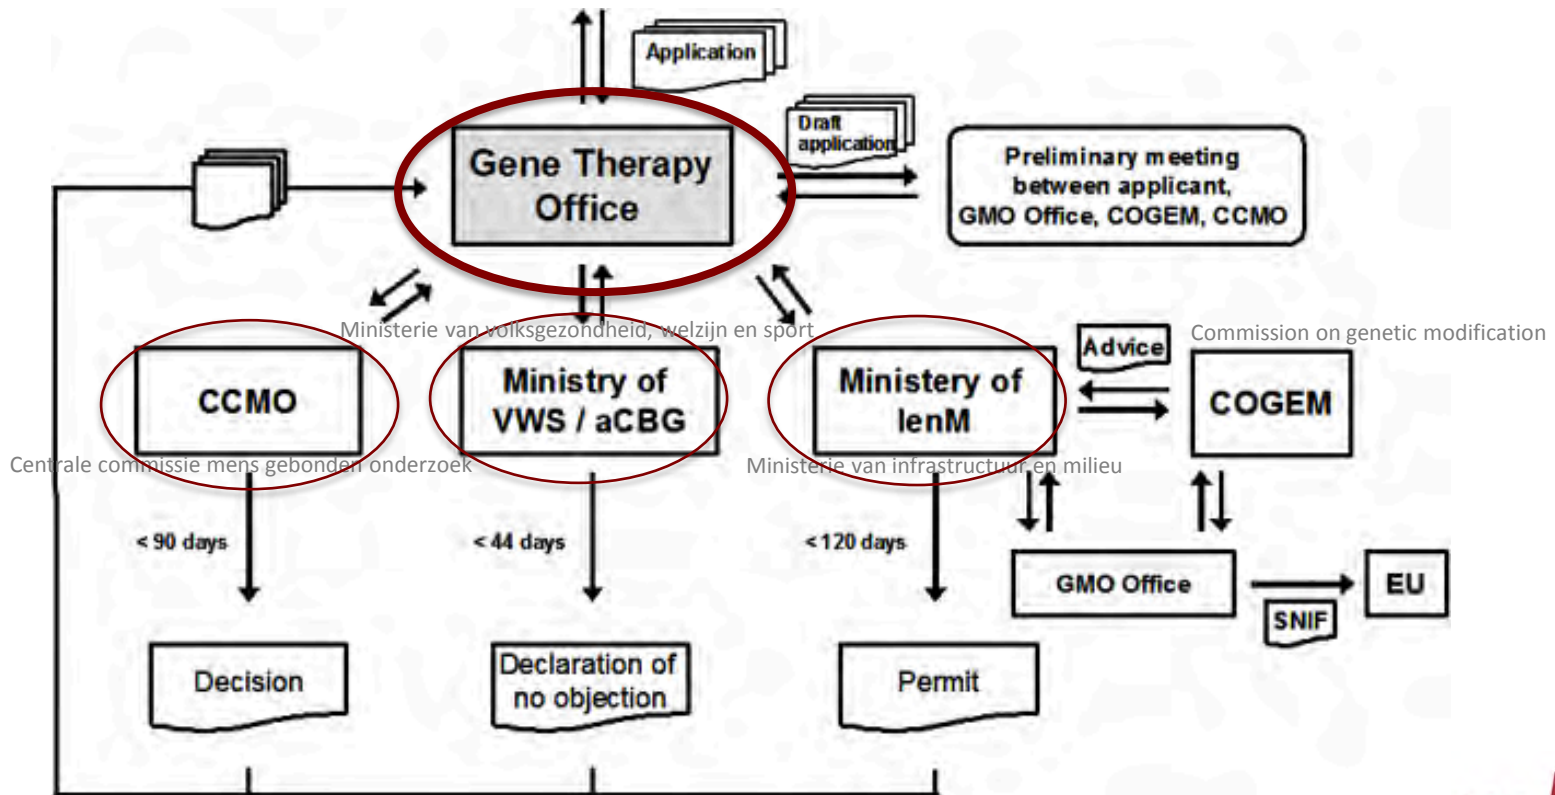 Application
Draft
application
Gene Therapy
Office
Preliminary meeting
between applicant,
GMO Office, COGEM, CCMO
Ministerie van volksgezondheid, welzijn en sport
Commission on genetic modification
CCMO
Ministry of
VWS / aCBG
Ministery of
IenM
Advice
COGEM
Centrale commissie mens gebonden onderzoek
Ministerie van infrastructuur en milieu
< 90 days
< 44 days
< 120 days
GMO Office
EU
SNIF
Decision
Declaration of
no objection
Permit